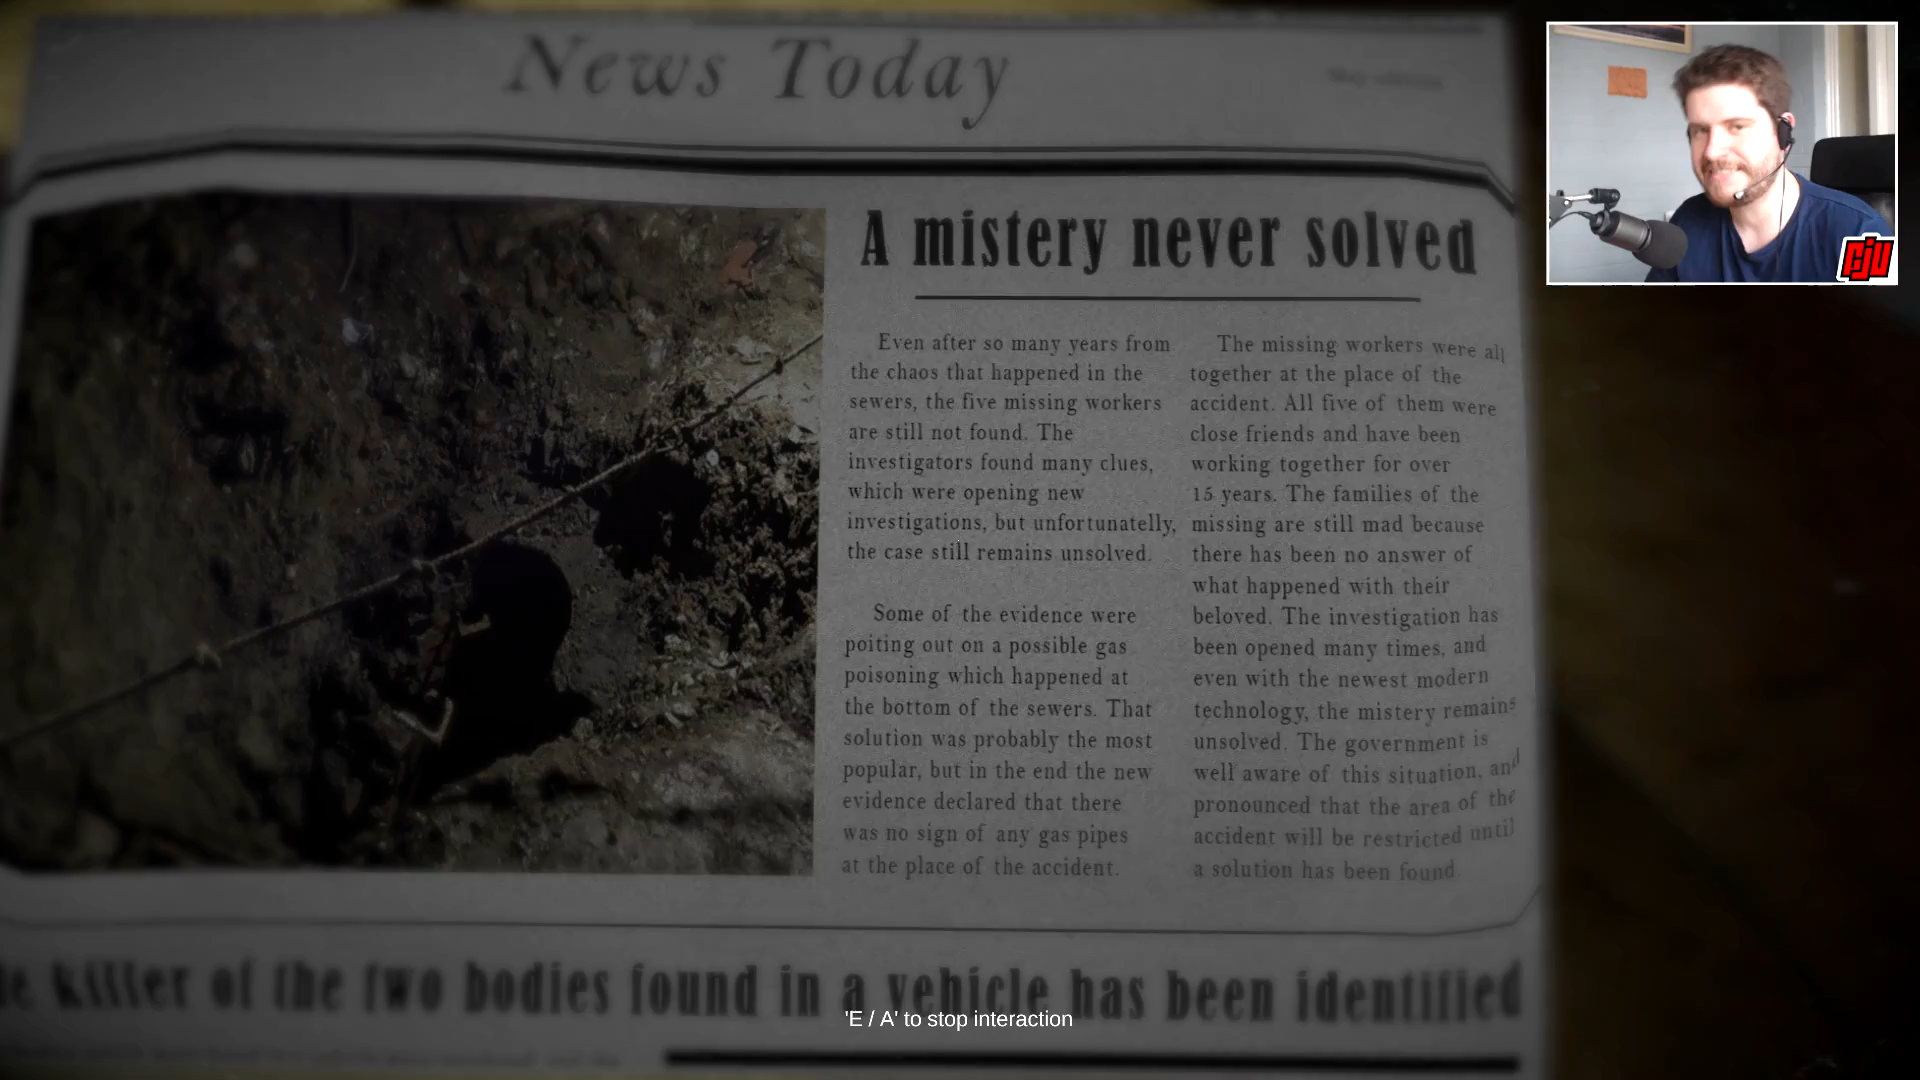 News Today
A mistery never solved
Even after so many years from
the chaos that happened in the
sewers, the five missing workers
are still not found. The
investigators found many clues,
which were opening new
investigations, but unfortunatelly,
the case still remains unsolved.
Some of the evidence were
poiting out on a possible gas
poisoning which happened at
the bottom of the sewers. That
solution was probably the most
popular, but in the end the new
evidence declared that there
was no sign of any gas pipes
at the place of the accident.
The missing workers were all
together at the place of the
accident. All five of them were
close friends and have been
working together for over
15 years. The families of the
missing are still mad because
there has been no answer of
what happened with their
beloved. The investigation has
been opened many times, and
even with the newest modern
technology, the mistery remains
unsolved. The government is
well aware of this situation, and
pronounced that the area of the
accident will be restricted until
a solution has been found
killer of the two bodies found in a vehicle has been identified
'E / A' to stop interaction
CJU